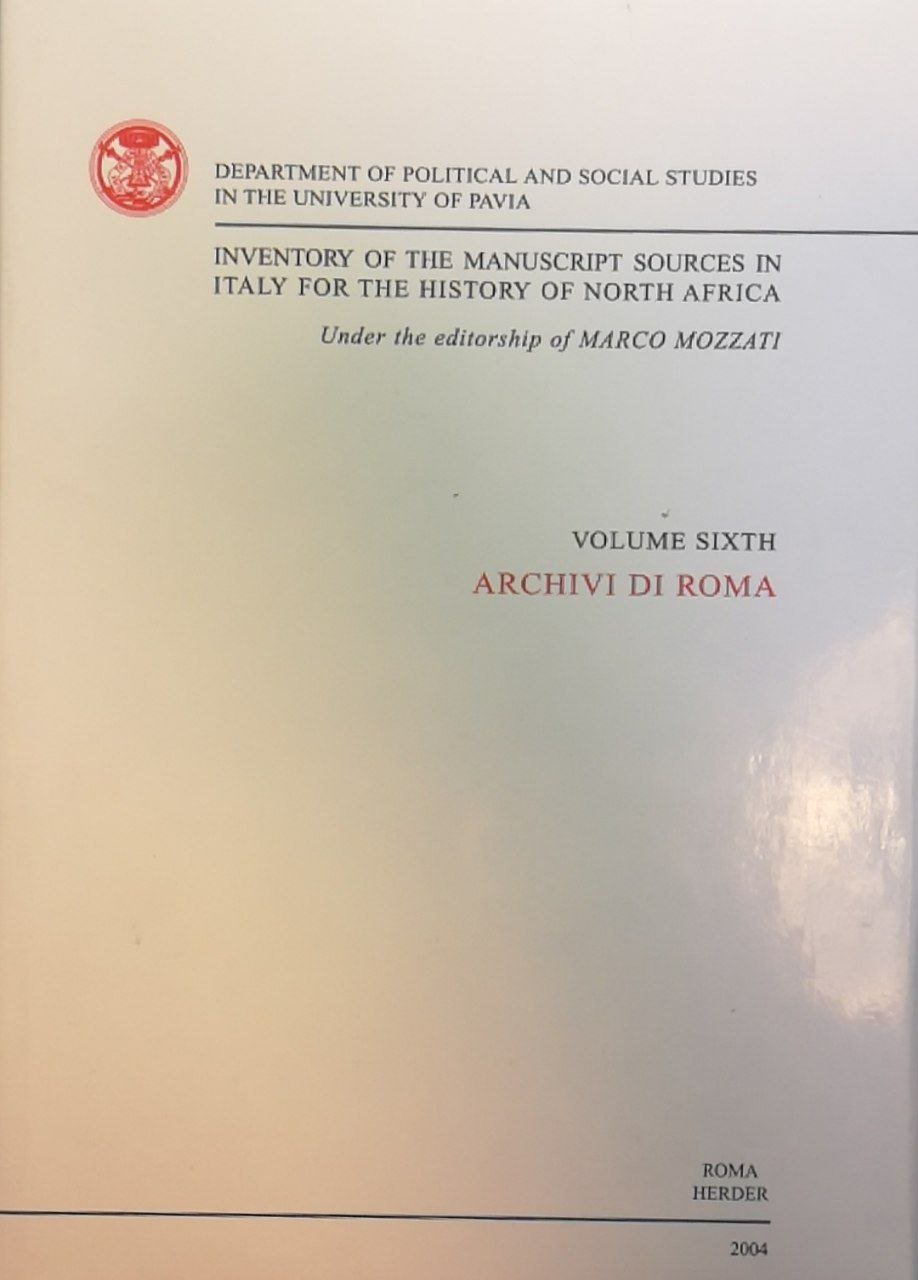 DEPARTMENT OF POLITICAL AND SOCIAL STUDIES
IN THE UNIVERSITY OF PAVIA
INVENTORY OF THE MANUSCRIPT SOURCES IN
ITALY FOR THE HISTORY OF NORTH AFRICA
Under the editorship of MARCO MOZZATI
VOLUME SIXTH
ARCHIVI DI ROMA
ROMA
HERDER
2004